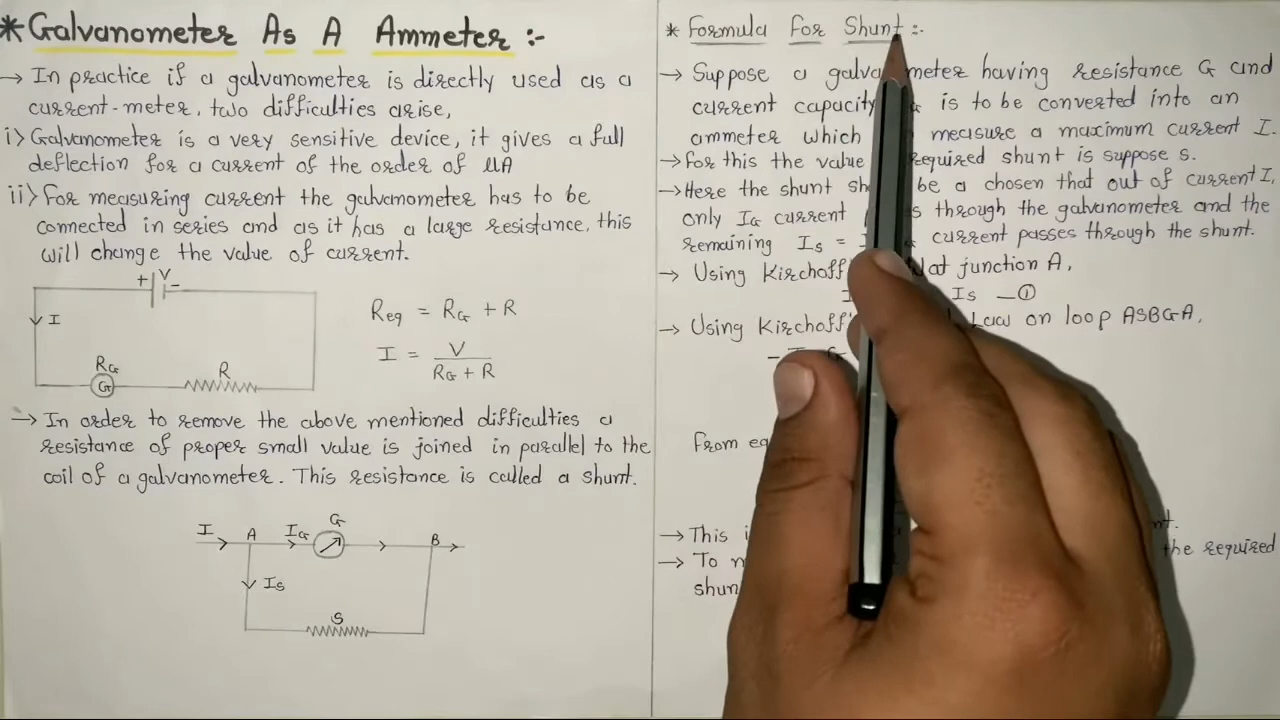 *Galvanometer As A Ammeter :-
→ In practice if a galvanometer is directly used as a
current-meter, two difficulties arise,
i) Galvanometer is a very sensitive device, it gives a full
deflection for a current of the order of μA
ii) For measuring current the galvanometer has to be
connected in series and as it has a large resistance, this
will change the value of current.
+ V -
I
RG
G
R
Req = RG + R
I = V / RG + R
→ In order to remove the above mentioned difficulties a
resistance of proper small value is joined in parallel to the
coil of a galvanometer. This resistance is called a shunt.
I A IG G B
Is
S
* Formula For Shunt :-
→ Suppose a galva meter having resistance G and
current capacity is to be converted into an
ammeter which measure a maximum current I.
→ For this the value required shunt is suppose s.
→ Here the shunt be a chosen that out of current I,
only IG current through the galvanometer and the
remaining Is = current passes through the shunt.
→ Using Kirchoff at junction A,
Is —①
→ Using Kirchoff Law on loop ASBGA,
From
→ This
→ To the required
shun